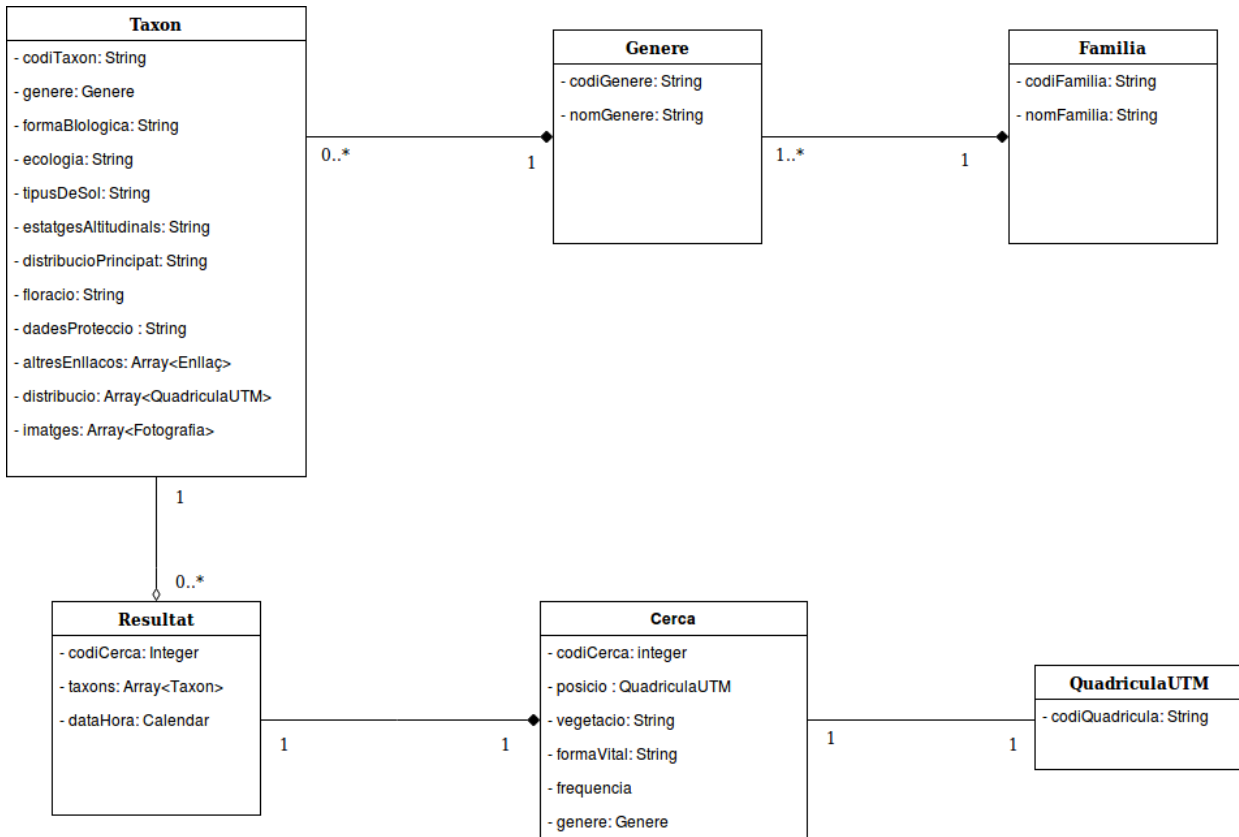 Taxón
- codiTaxon: String
- genere: Genere
- formaBIologica: String
- ecologia: String
- tipusDeSol: String
- estatgesAltitudinals: String
- distribucioPrincipat: String
- floracio: String
- dadesProteccio : String
- altresEnllacos: Array<Enllaç>
- distribucio: Array<QuadriculaUTM>
- imatges: Array<Fotografia>
0..*
1
Genere
- codiGenere: String
- nomGenere: String
1..*
1
Familia
- codiFamilia: String
- nomFamilia: String
1
0..*
Resultat
- codiCerca: Integer
- taxons: Array<Taxon>
- dataHora: Calendar
1
1
Cerca
- codiCerca: integer
- posicio : QuadriculaUTM
- vegetacio: String
- formaVital: String
- frequencia
- genere: Genere
1
1
QuadriculaUTM
- codiQuadricula: String